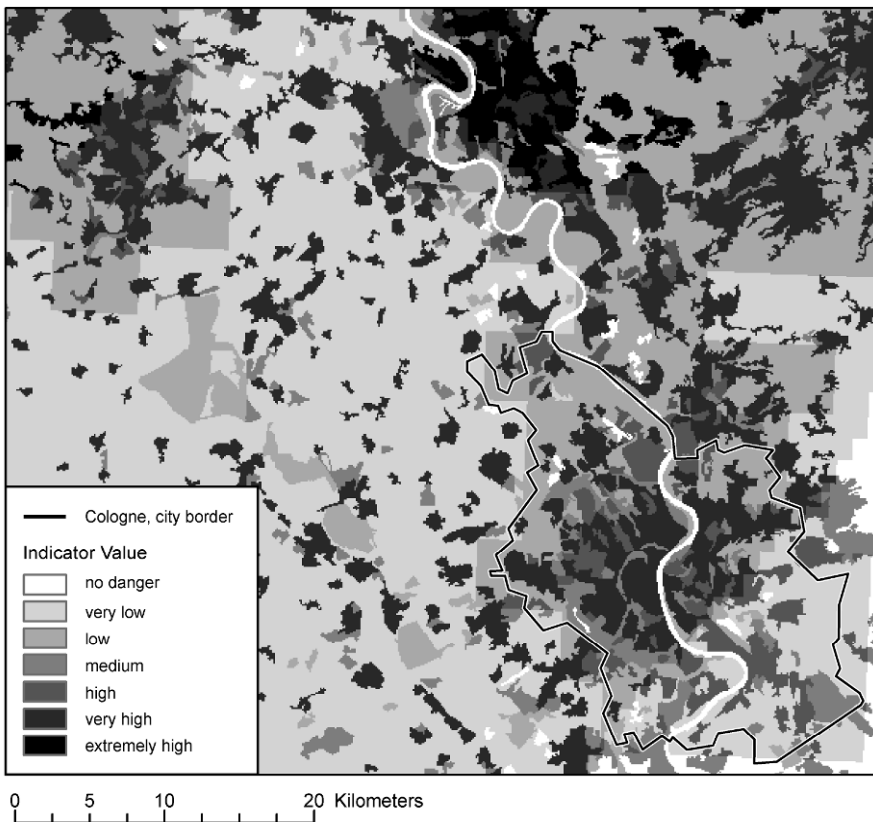 Cologne, city border
Indicator Value
no danger
very low
low
medium
high
very high
extremely high
0 5 10 20 Kilometers